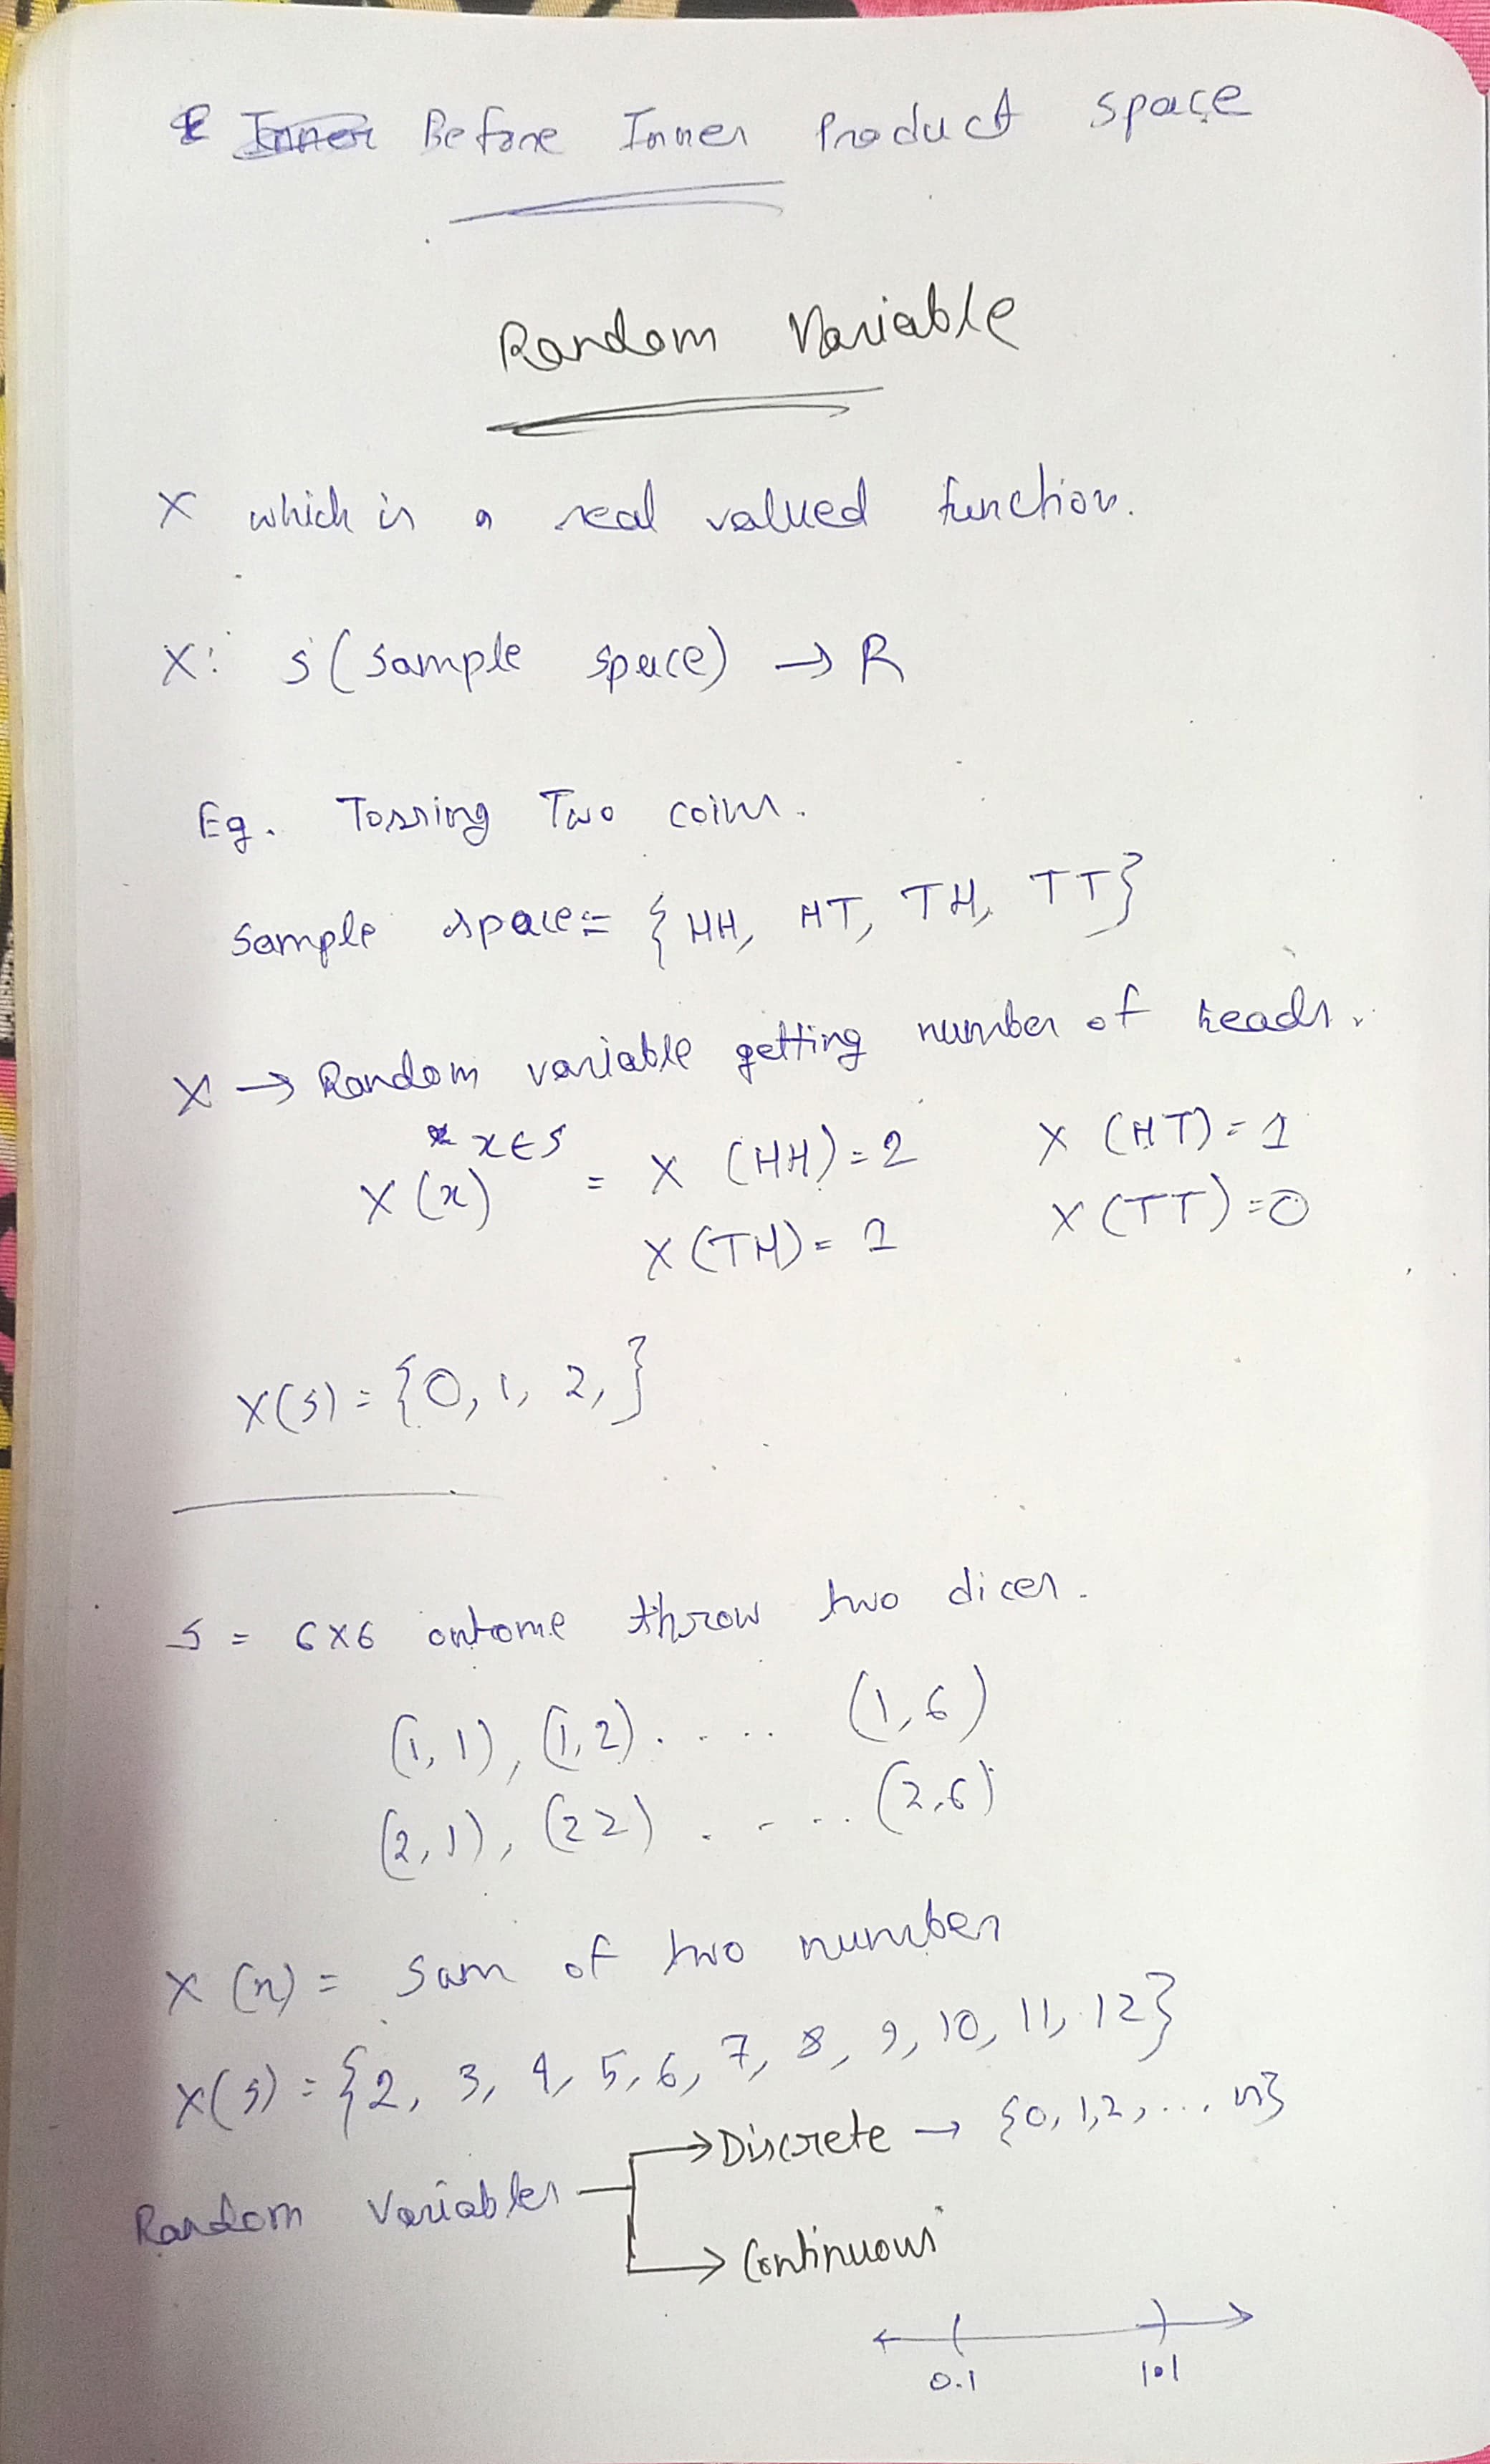 Before Inner Product space
Random Variable
X which is a real valued function.
X: S (sample space) → R
Eg. Tossing Two coins.
Sample space = { HH, HT, TH, TT }
X → Random variable getting number of heads.
x ∈ S
X (x) = X (HH) = 2 X (HT) = 1
X (TH) = 1 X (TT) = 0
X(S) = {0, 1, 2, }
S = 6x6 outcome throw two dices.
(1, 1), (1, 2) ..... (1, 6)
(2, 1), (2 2) ..... (2, 6)
X (x) = Sum of two number
X(S) = {2, 3, 4, 5, 6, 7, 8, 9, 10, 11, 12}
Discrete → {0, 1, 2, ... n}
Random Variables
Continuous
0.1 1.1